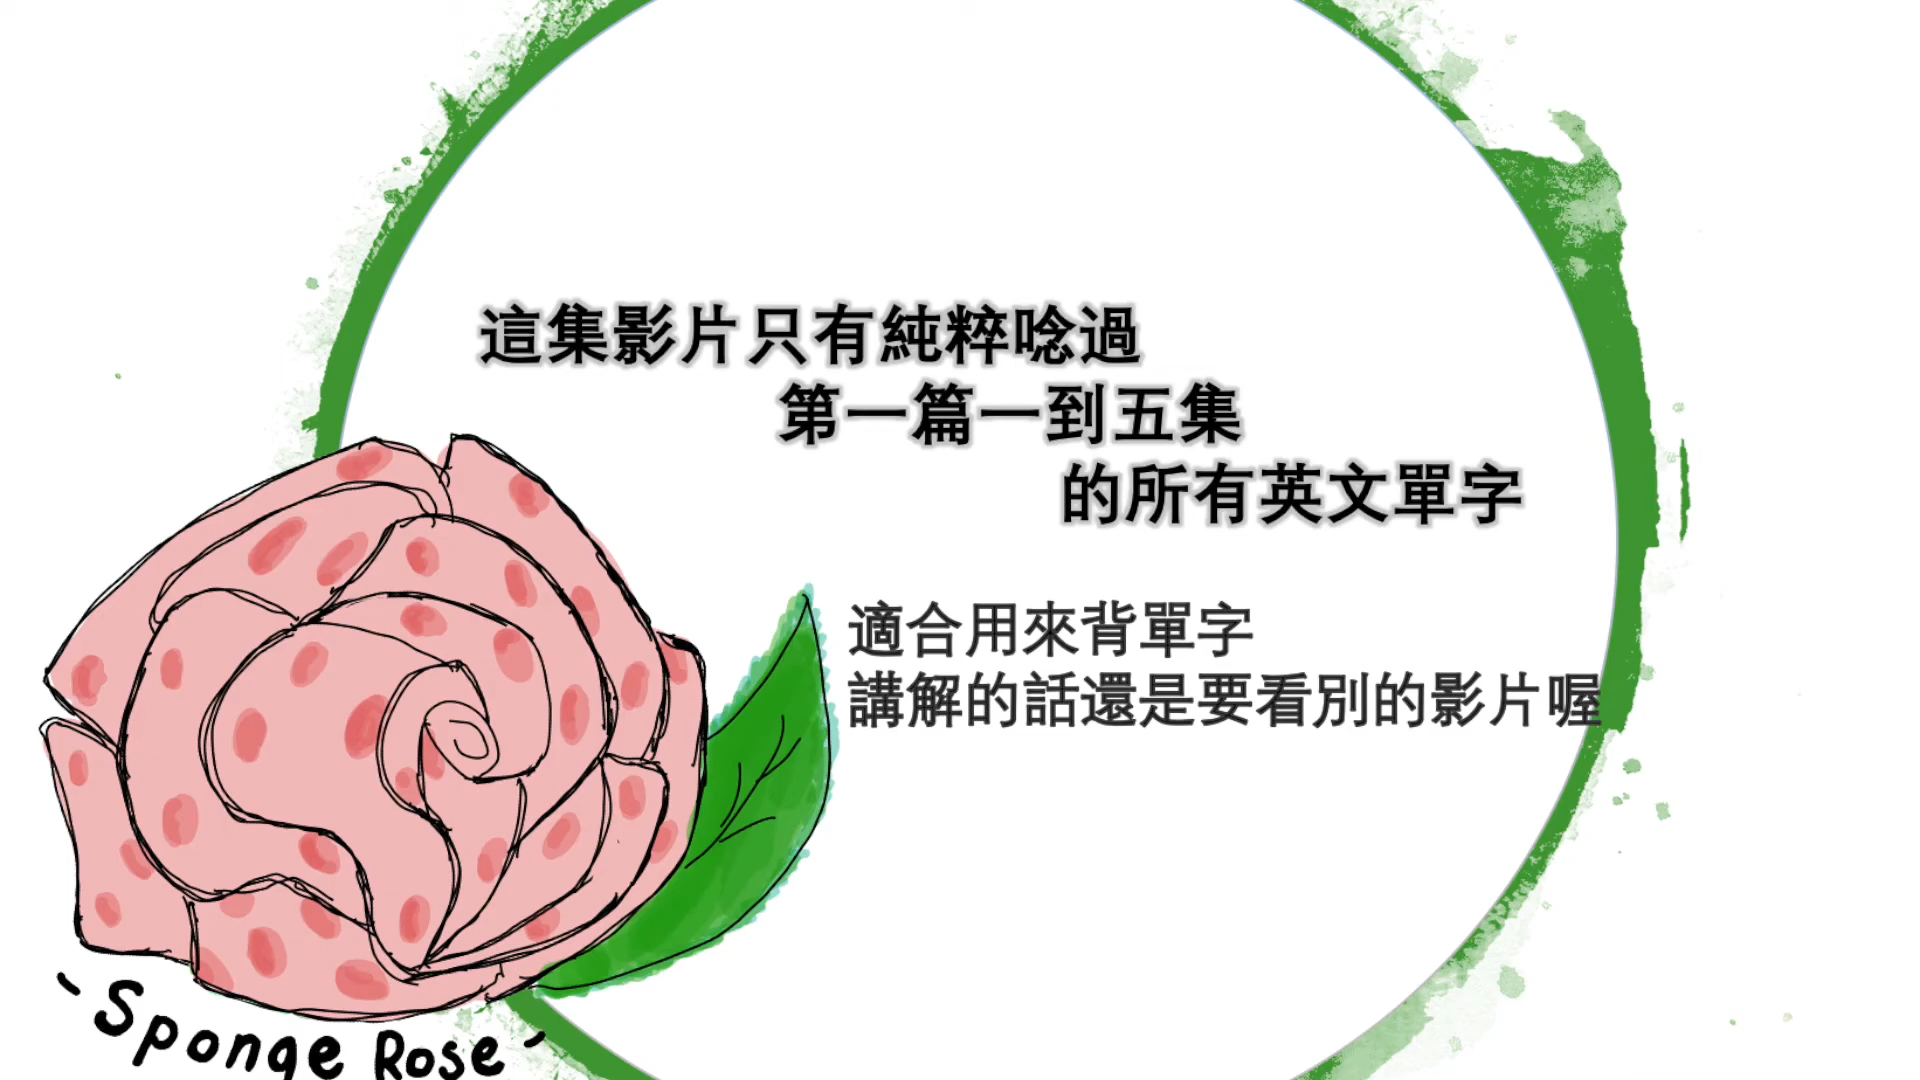 這集影片只有純粹唸過
第一篇一到五集
的所有英文單字
適合用來背單字
講解的話還是要看別的影片喔
- Sponge Rose -